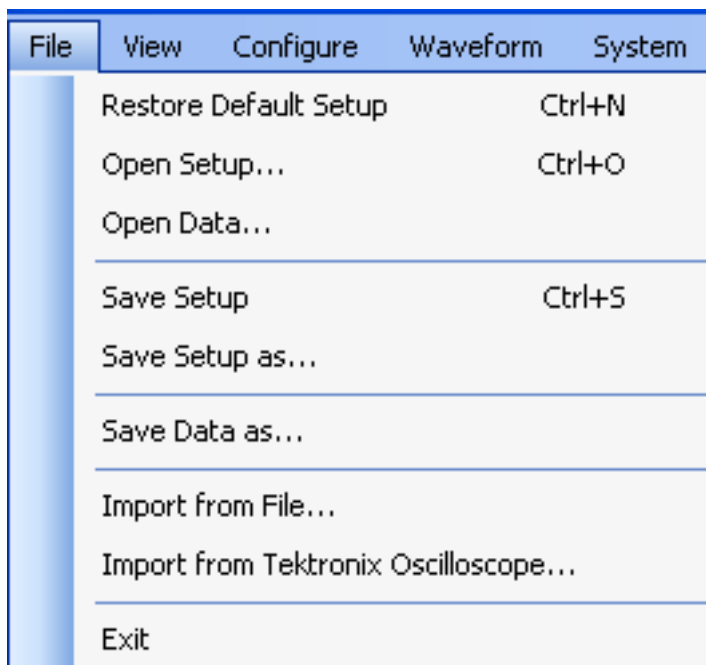 File View Configure Waveform System
Restore Default Setup Ctrl+N
Open Setup... Ctrl+O
Open Data...
Save Setup Ctrl+S
Save Setup as...
Save Data as...
Import from File...
Import from Tektronix Oscilloscope...
Exit